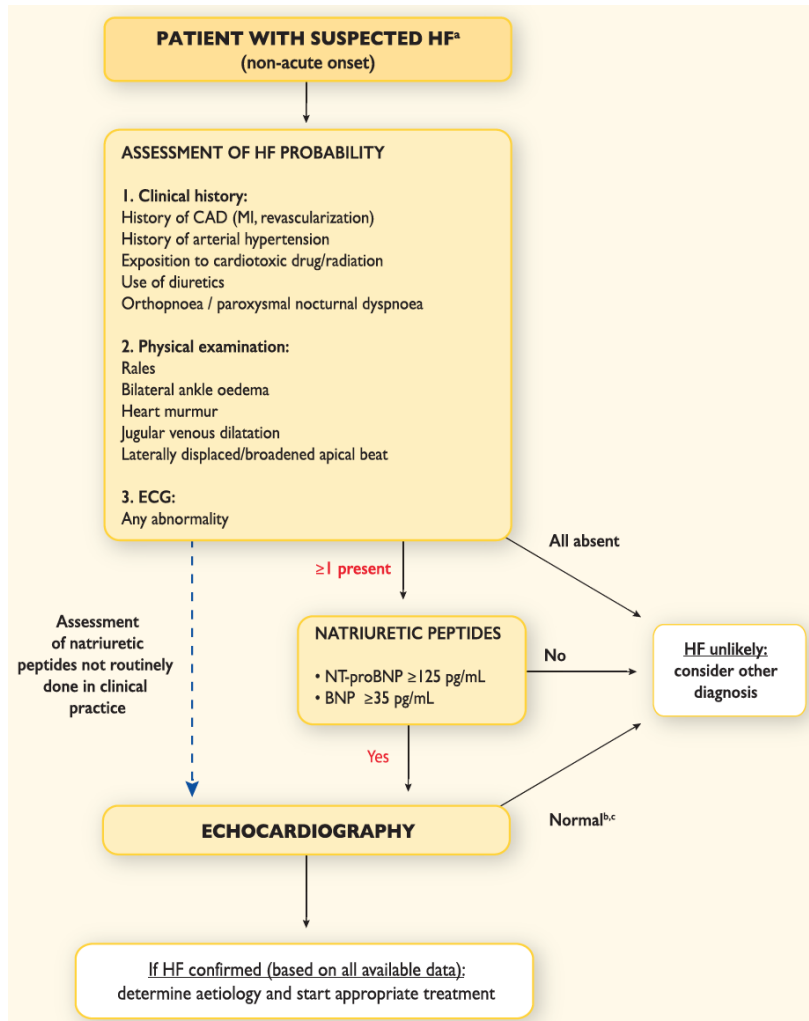 PATIENT WITH SUSPECTED HFᵃ
(non-acute onset)
ASSESSMENT OF HF PROBABILITY
1. Clinical history:
History of CAD (MI, revascularization)
History of arterial hypertension
Exposition to cardiotoxic drug/radiation
Use of diuretics
Orthopnoea / paroxysmal nocturnal dyspnoea
2. Physical examination:
Rales
Bilateral ankle oedema
Heart murmur
Jugular venous dilatation
Laterally displaced/broadened apical beat
3. ECG:
Any abnormality
≥1 present
All absent
Assessment
of natriuretic
peptides not routinely
done in clinical
practice
NATRIURETIC PEPTIDES
• NT-proBNP ≥125 pg/mL
• BNP ≥35 pg/mL
No
HF unlikely:
consider other
diagnosis
Yes
Normalᵇ,ᶜ
ECHOCARDIOGRAPHY
If HF confirmed (based on all available data):
determine aetiology and start appropriate treatment